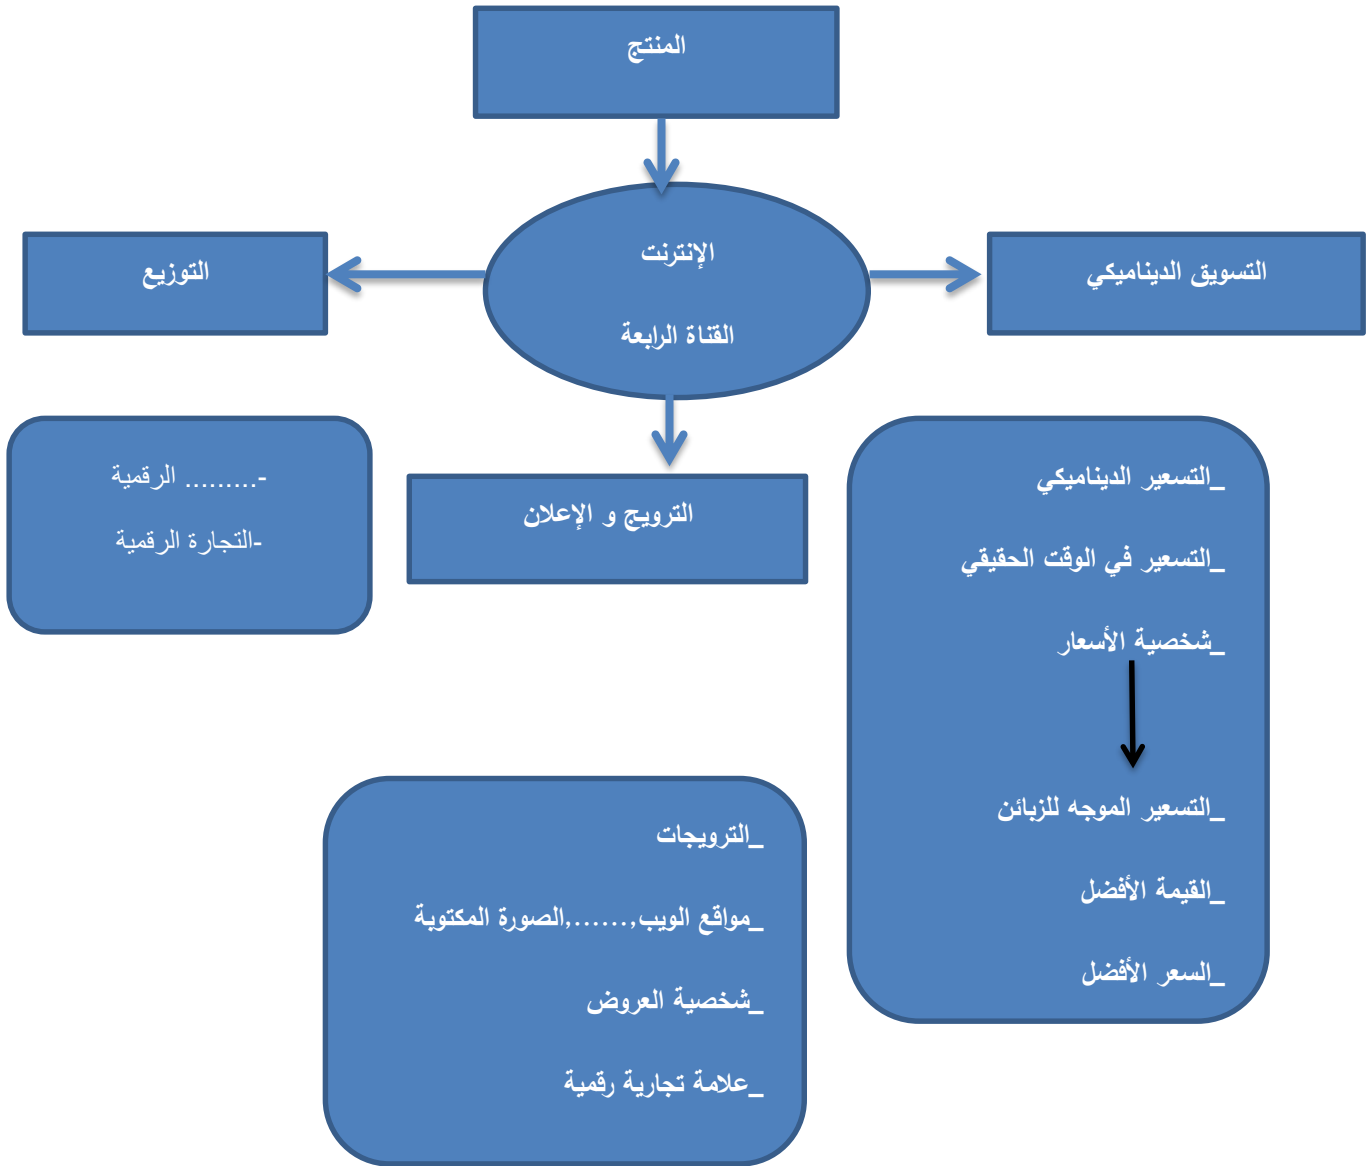 المنتج
الإنترنت
القناة الرابعة
التسويق الديناميكي
التوزيع
الترويج و الإعلان
_التسعير الديناميكي
_التسعير في الوقت الحقيقي
_شخصية الأسعار
_التسعير الموجه للزبائن
_القيمة الأفضل
_السعر الأفضل
-......... الرقمية
-التجارة الرقمية
_الترويجات
_مواقع الويب,......,الصورة المكتوبة
_شخصية العروض
_علامة تجارية رقمية